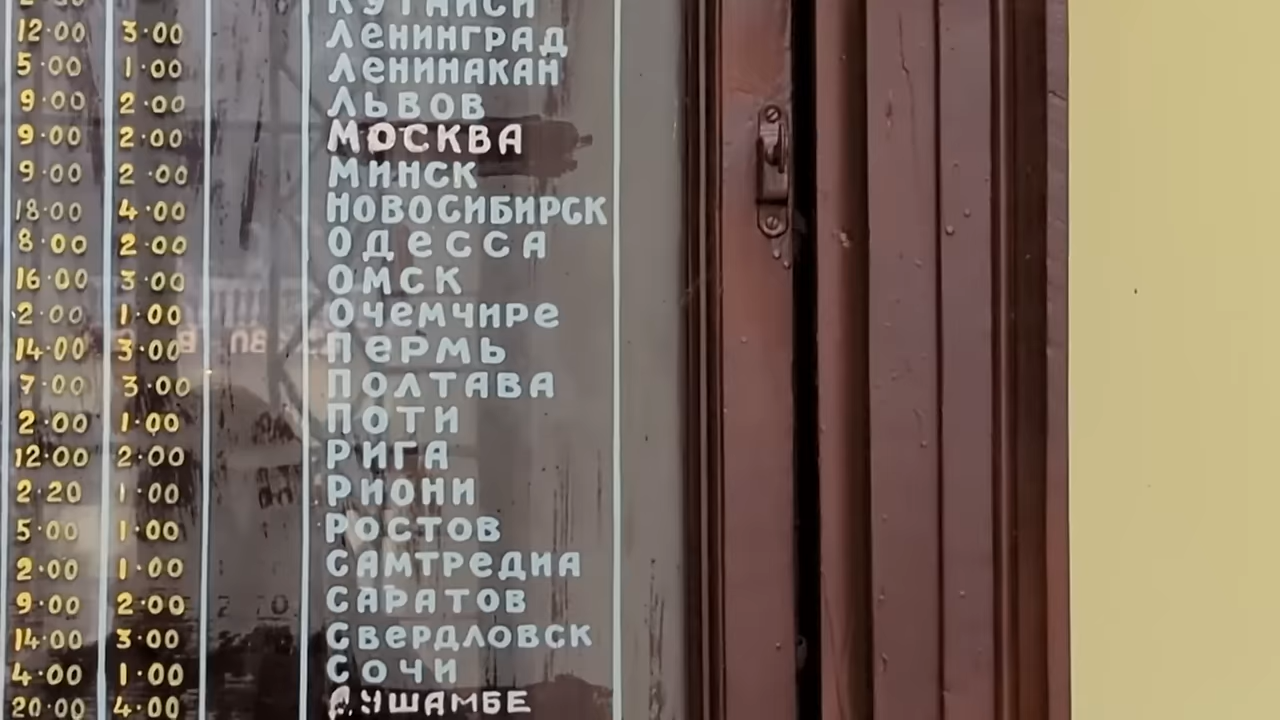 КУТАИСИ
12·00 3·00 ЛеНИНГРАД
5·00 1·00 ЛеНИНАКАН
9·00 2·00 ЛЬВОВ
9·00 2·00 МОСКВА
9·00 2·00 МИНСК
18·00 4·00 НОВОСИБИРСК
8·00 2·00 ОДеССА
16·00 3·00 ОМСК
2·00 1·00 ОЧеМЧИРе
14·00 3·00 ПеРМЬ
7·00 3·00 ПОЛТАВА
2·00 1·00 ПОТИ
12·00 2·00 РИГА
2·20 1·00 РИОНИ
5·00 1·00 РОСТОВ
2·00 1·00 САМТРеДИА
9·00 2·00 САРАТОВ
14·00 3·00 СВеРДЛОВСК
4·00 1·00 СОЧИ
20·00 4·00 ДУШАМБЕ